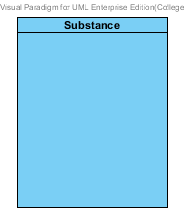 Visual Paradigm for UML Enterprise Edition(College
Substance